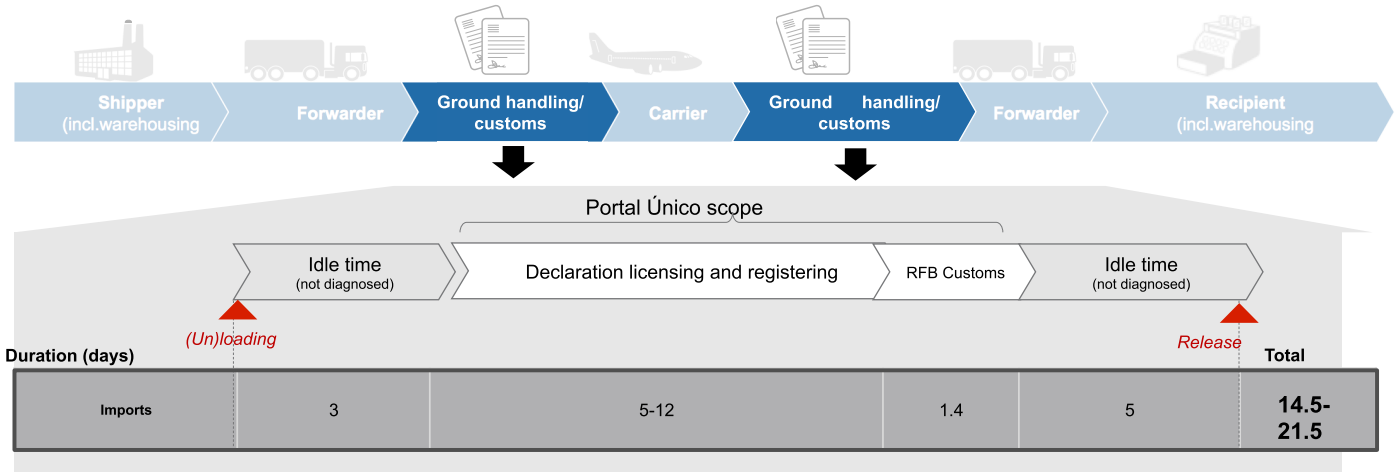 Shipper
(incl.warehousing
Forwarder
Ground handling/
customs
Carrier
Ground handling/
customs
Forwarder
Recipient
(incl.warehousing
Portal Único scope
Idle time
(not diagnosed)
Declaration licensing and registering
RFB Customs
Idle time
(not diagnosed)
(Un)loading
Release
Duration (days)
Total
Imports
3
5-12
1.4
5
14.5-
21.5